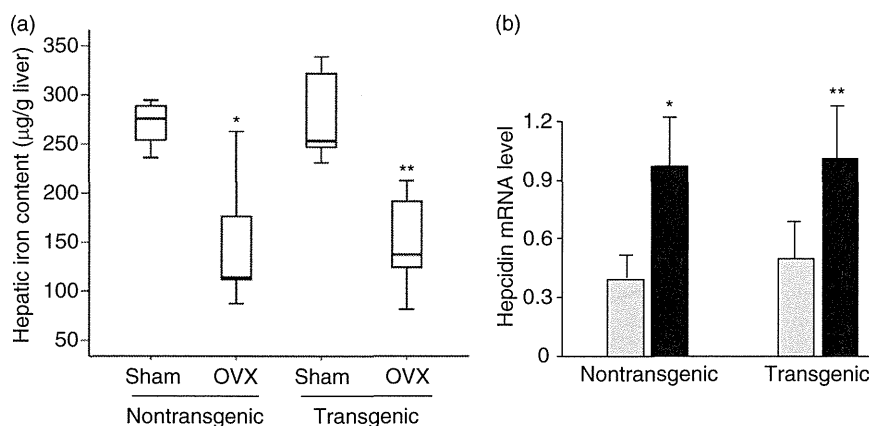 (a)
Hepatic iron content (µg/g liver)
350
300
250
200
150
100
50
*
**
Sham OVX Sham OVX
Nontransgenic Transgenic
(b)
Hepcidin mRNA level
1.2
0.9
0.6
0.3
0
*
**
Nontransgenic Transgenic